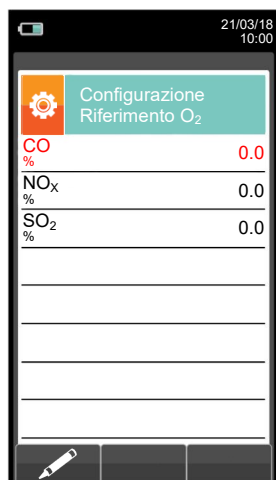 21/03/18
10:00
Configurazione
Riferimento O₂
CO 0.0
%
NOX 0.0
%
SO₂ 0.0
%